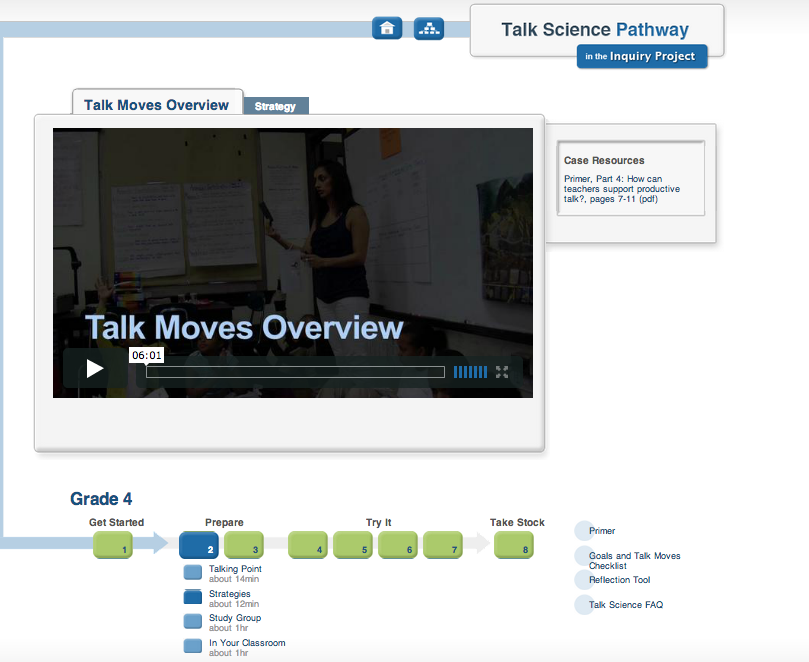 Talk Science Pathway
in the Inquiry Project
Talk Moves Overview
Strategy
Talk Moves Overview
06:01
Case Resources
Primer, Part 4: How can
teachers support productive
talk?, pages 7-11 (pdf)
Grade 4
Get Started
Prepare
Try It
Take Stock
1
2
3
4
5
6
7
8
Talking Point
about 14min
Strategies
about 12min
Study Group
about 1hr
In Your Classroom
about 1hr
Primer
Goals and Talk Moves
Checklist
Reflection Tool
Talk Science FAQ